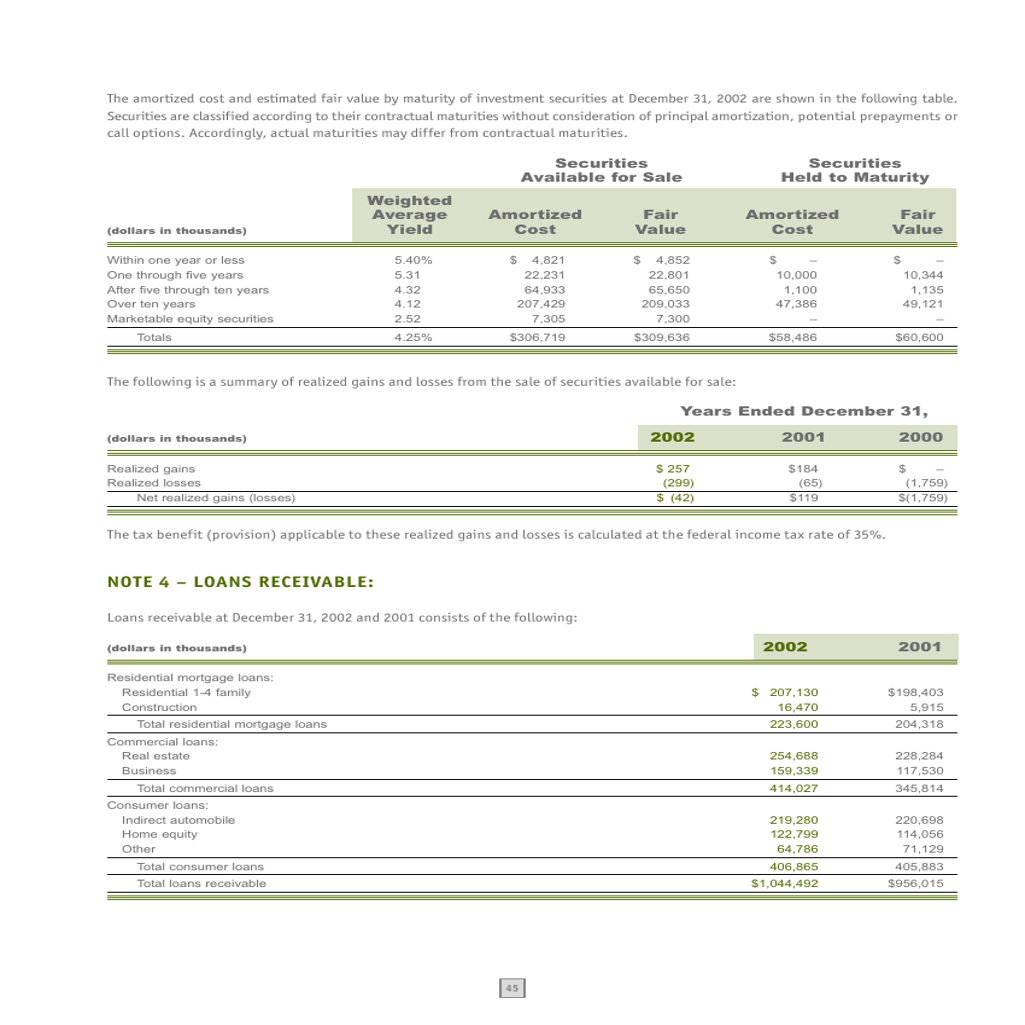 The amortized cost and estimated fair value by maturity of investment securities at December 31, 2002 are shown in the following table.
Securities are classified according to their contractual maturities without consideration of principal amortization, potential prepayments or
call options. Accordingly, actual maturities may differ from contractual maturities.
Securities Available for Sale Securities Held to Maturity
(dollars in thousands) Weighted Average Yield Amortized Cost Fair Value Amortized Cost Fair Value
Within one year or less 5.40% $ 4,821 $ 4,852 $ – $ –
One through five years 5.31 22,231 22,801 10,000 10,344
After five through ten years 4.32 64,933 65,650 1,100 1,135
Over ten years 4.12 207,429 209,033 47,386 49,121
Marketable equity securities 2.52 7,305 7,300 – –
Totals 4.25% $306,719 $309,636 $58,486 $60,600
The following is a summary of realized gains and losses from the sale of securities available for sale:
Years Ended December 31,
(dollars in thousands) 2002 2001 2000
Realized gains $ 257 $184 $ –
Realized losses (299) (65) (1,759)
Net realized gains (losses) $ (42) $119 $(1,759)
The tax benefit (provision) applicable to these realized gains and losses is calculated at the federal income tax rate of 35%.
NOTE 4 – LOANS RECEIVABLE:
Loans receivable at December 31, 2002 and 2001 consists of the following:
(dollars in thousands) 2002 2001
Residential mortgage loans:
Residential 1-4 family $ 207,130 $198,403
Construction 16,470 5,915
Total residential mortgage loans 223,600 204,318
Commercial loans:
Real estate 254,688 228,284
Business 159,339 117,530
Total commercial loans 414,027 345,814
Consumer loans:
Indirect automobile 219,280 220,698
Home equity 122,799 114,056
Other 64,786 71,129
Total consumer loans 406,865 405,883
Total loans receivable $1,044,492 $956,015
45